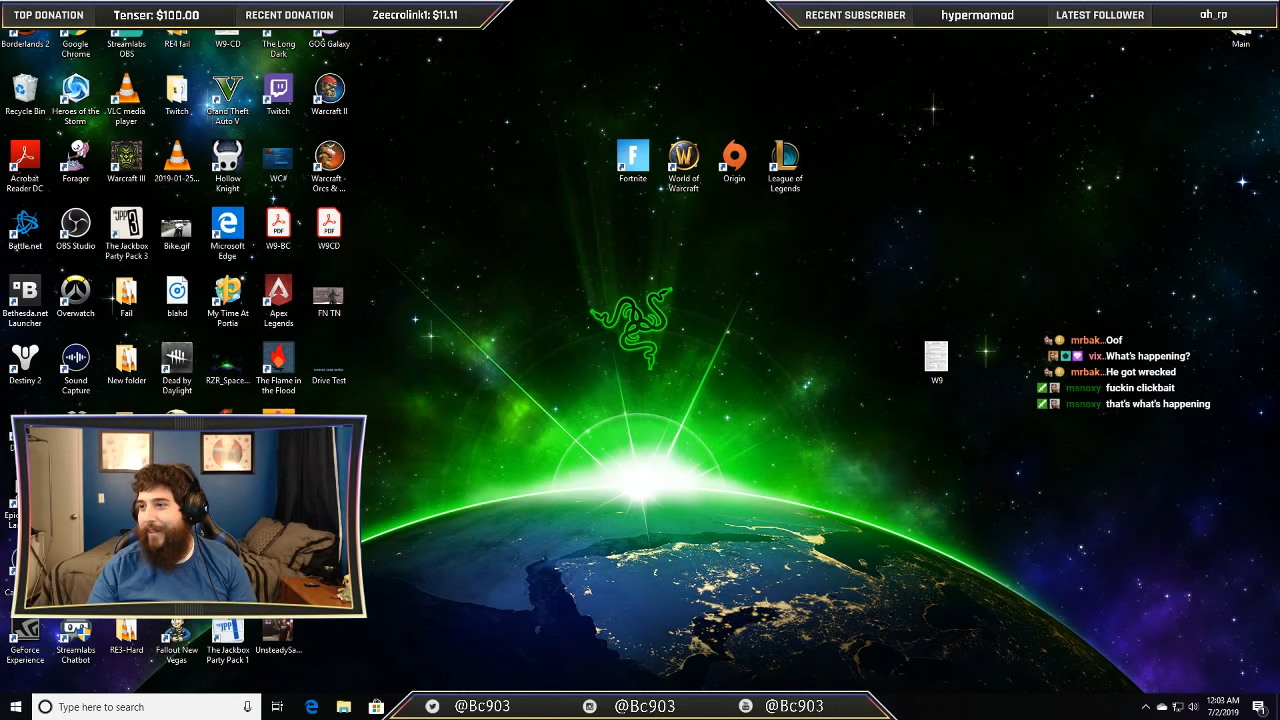 TOP DONATION
Tenser: $100.00
RECENT DONATION
Zeecrolink1: $11.11
RECENT SUBSCRIBER
hypermamad
LATEST FOLLOWER
ah_rp
Borderlands 2
Google Chrome
Streamlabs OBS
RE4 fail
W9-CD
The Long Dark
GOG Galaxy
Main
Recycle Bin
Heroes of the Storm
VLC media player
Twitch
Grand Theft Auto V
Twitch
Warcraft II
Acrobat Reader DC
Forager
Warcraft III
2019-01-25...
Hollow Knight
WC#
Warcraft - Orcs & ...
Fortnite
World of Warcraft
Origin
League of Legends
Battle.net
OBS Studio
The Jackbox Party Pack 3
Bike.gif
Microsoft Edge
W9-BC
W9CD
Bethesda.net Launcher
Overwatch
Fail
blahd
My Time At Portia
Apex Legends
FN TN
Destiny 2
Sound Capture
New folder
Dead by Daylight
RZR_Space...
The Flame in the Flood
Drive Test
W9
mrbak... Oof
vix.. What's happening?
mrbak... He got wrecked
msnoxy fuckin clickbait
msnoxy that's what's happening
GeForce Experience
Streamlabs Chatbot
RE3-Hard
Fallout New Vegas
The Jackbox Party Pack 1
UnsteadySa...
Type here to search
@Bc903
@Bc903
@Bc903
12:03 AM
7/2/2019